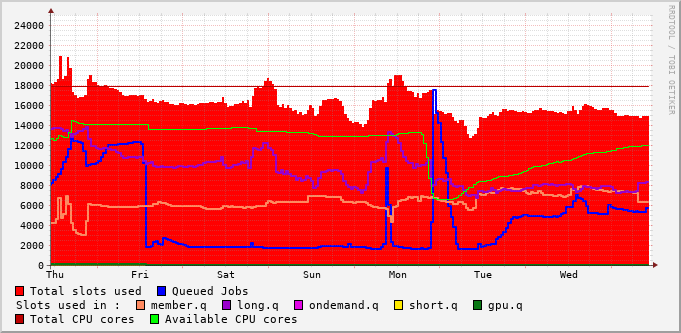 24000
22000
20000
18000
16000
14000
12000
10000
8000
6000
4000
2000
0
Thu Fri Sat Sun Mon Tue Wed
Total slots used Queued Jobs
Slots used in : member.q long.q ondemand.q short.q gpu.q
Total CPU cores Available CPU cores
RRDTOOL / TOBI OETIKER